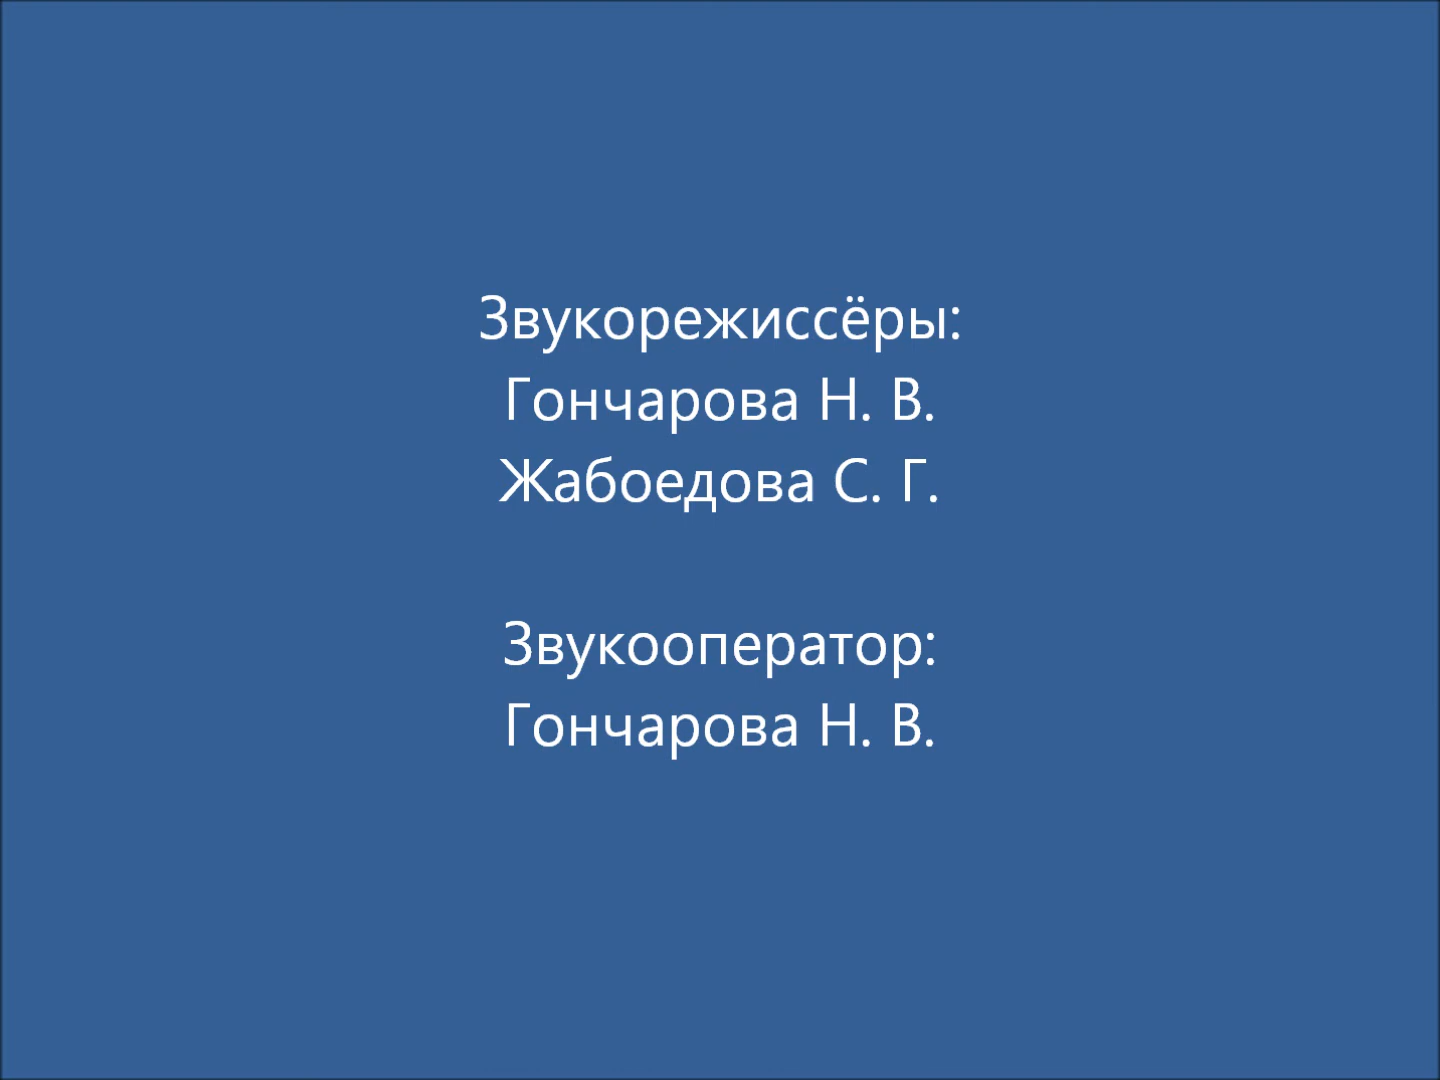 Звукорежиссёры:
Гончарова Н. В.
Жабоедова С. Г.
Звукооператор:
Гончарова Н. В.